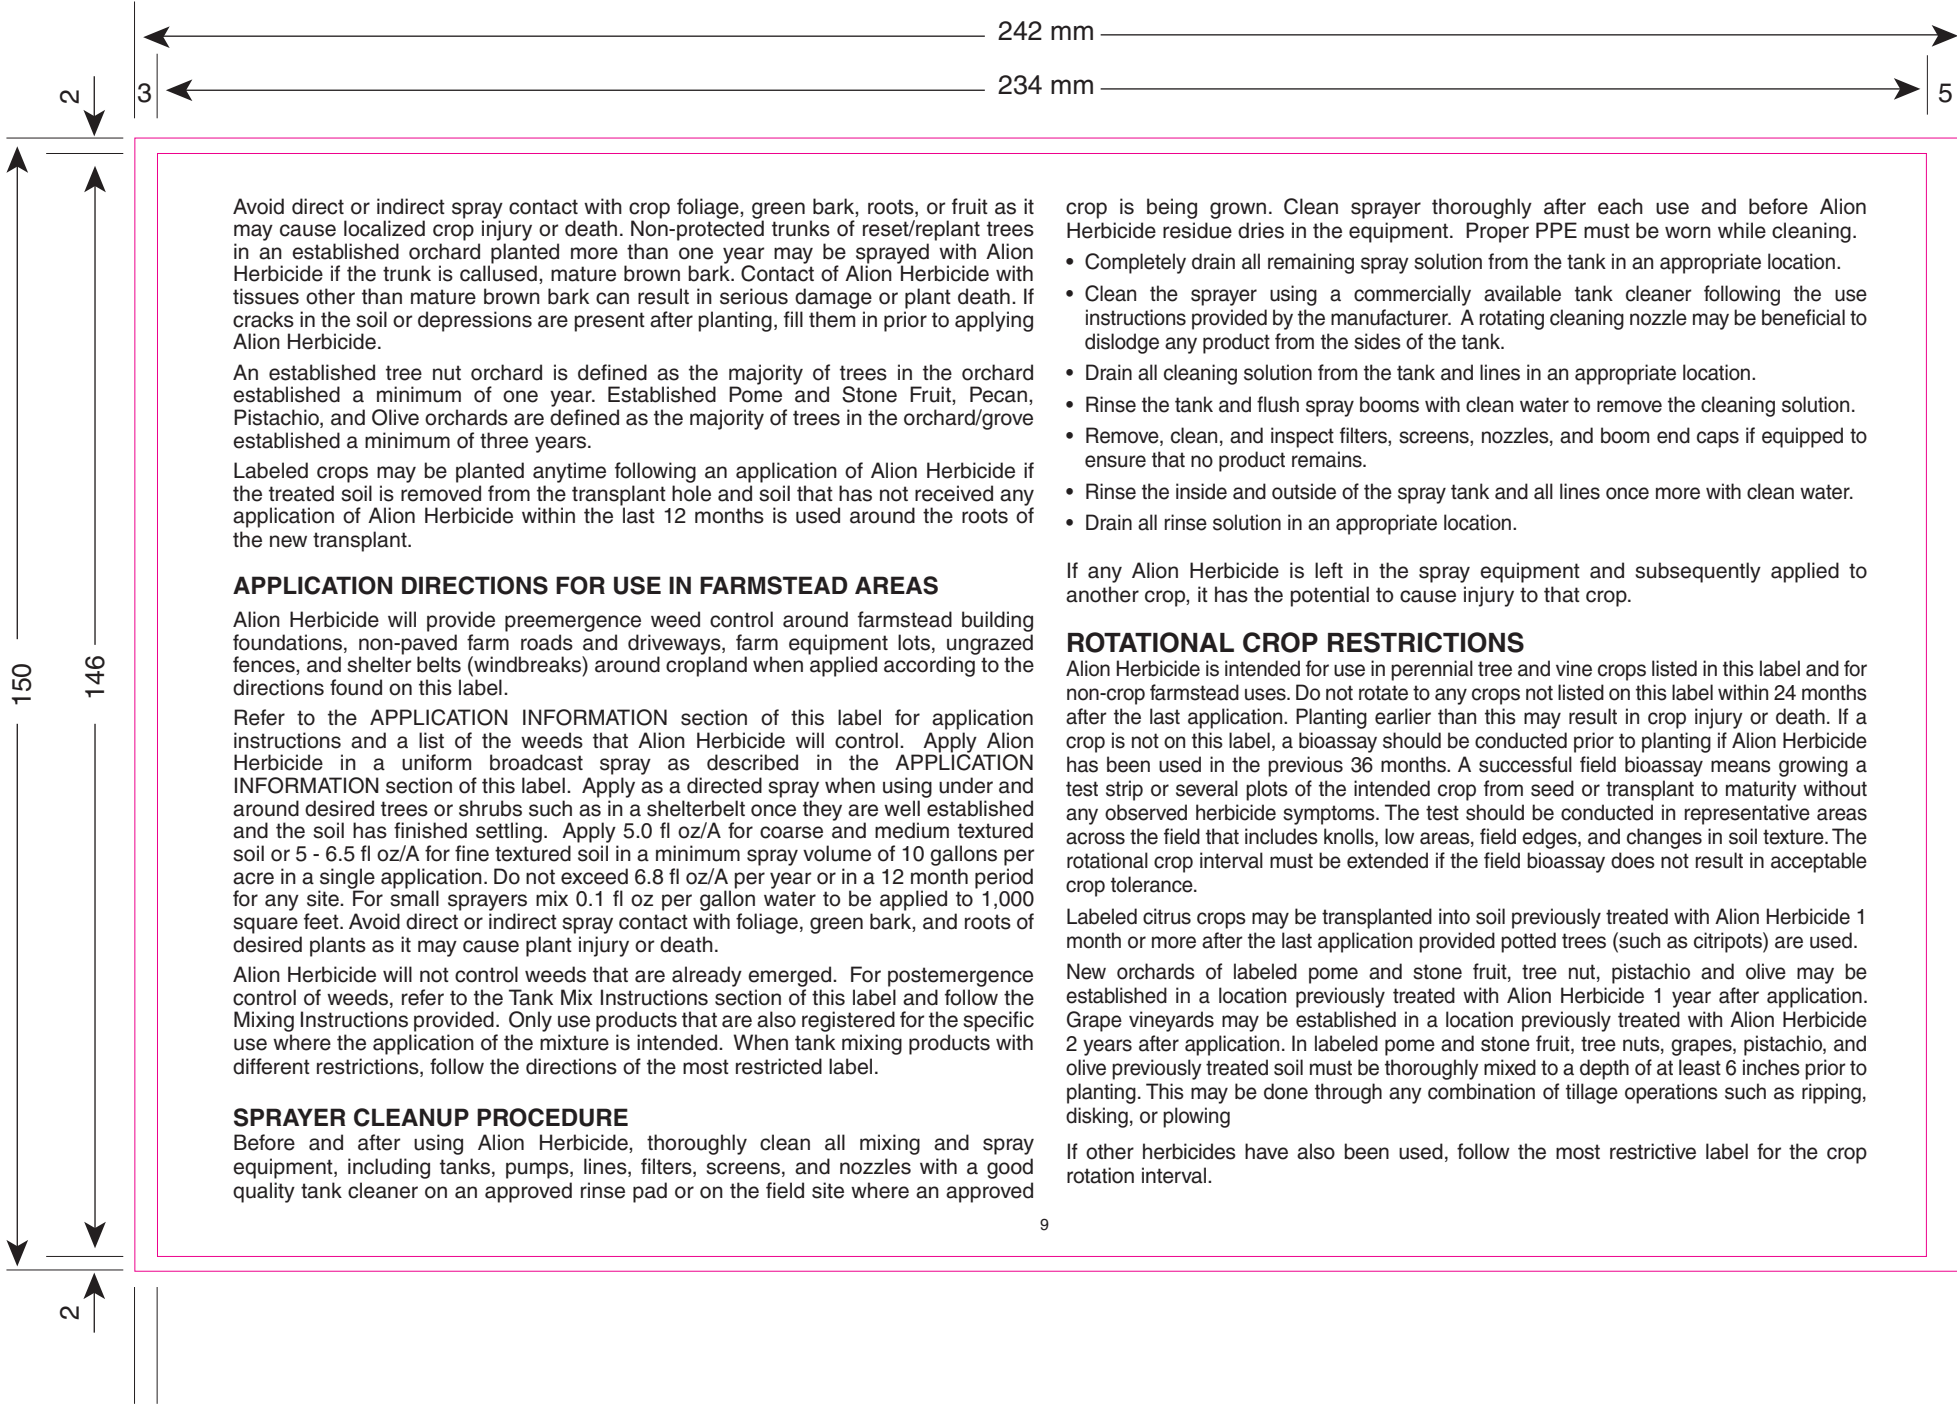 242 mm
234 mm
2
3
5
150
146
2
Avoid direct or indirect spray contact with crop foliage, green bark, roots, or fruit as it
may cause localized crop injury or death. Non-protected trunks of reset/replant trees
in an established orchard planted more than one year may be sprayed with Alion
Herbicide if the trunk is callused, mature brown bark. Contact of Alion Herbicide with
tissues other than mature brown bark can result in serious damage or plant death. If
cracks in the soil or depressions are present after planting, fill them in prior to applying
Alion Herbicide.
An established tree nut orchard is defined as the majority of trees in the orchard
established a minimum of one year. Established Pome and Stone Fruit, Pecan,
Pistachio, and Olive orchards are defined as the majority of trees in the orchard/grove
established a minimum of three years.
Labeled crops may be planted anytime following an application of Alion Herbicide if
the treated soil is removed from the transplant hole and soil that has not received any
application of Alion Herbicide within the last 12 months is used around the roots of
the new transplant.
APPLICATION DIRECTIONS FOR USE IN FARMSTEAD AREAS
Alion Herbicide will provide preemergence weed control around farmstead building
foundations, non-paved farm roads and driveways, farm equipment lots, ungrazed
fences, and shelter belts (windbreaks) around cropland when applied according to the
directions found on this label.
Refer to the APPLICATION INFORMATION section of this label for application
instructions and a list of the weeds that Alion Herbicide will control. Apply Alion
Herbicide in a uniform broadcast spray as described in the APPLICATION
INFORMATION section of this label. Apply as a directed spray when using under and
around desired trees or shrubs such as in a shelterbelt once they are well established
and the soil has finished settling. Apply 5.0 fl oz/A for coarse and medium textured
soil or 5 - 6.5 fl oz/A for fine textured soil in a minimum spray volume of 10 gallons per
acre in a single application. Do not exceed 6.8 fl oz/A per year or in a 12 month period
for any site. For small sprayers mix 0.1 fl oz per gallon water to be applied to 1,000
square feet. Avoid direct or indirect spray contact with foliage, green bark, and roots of
desired plants as it may cause plant injury or death.
Alion Herbicide will not control weeds that are already emerged. For postemergence
control of weeds, refer to the Tank Mix Instructions section of this label and follow the
Mixing Instructions provided. Only use products that are also registered for the specific
use where the application of the mixture is intended. When tank mixing products with
different restrictions, follow the directions of the most restricted label.
SPRAYER CLEANUP PROCEDURE
Before and after using Alion Herbicide, thoroughly clean all mixing and spray
equipment, including tanks, pumps, lines, filters, screens, and nozzles with a good
quality tank cleaner on an approved rinse pad or on the field site where an approved
crop is being grown. Clean sprayer thoroughly after each use and before Alion
Herbicide residue dries in the equipment. Proper PPE must be worn while cleaning.
• Completely drain all remaining spray solution from the tank in an appropriate location.
• Clean the sprayer using a commercially available tank cleaner following the use
instructions provided by the manufacturer. A rotating cleaning nozzle may be beneficial to
dislodge any product from the sides of the tank.
• Drain all cleaning solution from the tank and lines in an appropriate location.
• Rinse the tank and flush spray booms with clean water to remove the cleaning solution.
• Remove, clean, and inspect filters, screens, nozzles, and boom end caps if equipped to
ensure that no product remains.
• Rinse the inside and outside of the spray tank and all lines once more with clean water.
• Drain all rinse solution in an appropriate location.
If any Alion Herbicide is left in the spray equipment and subsequently applied to
another crop, it has the potential to cause injury to that crop.
ROTATIONAL CROP RESTRICTIONS
Alion Herbicide is intended for use in perennial tree and vine crops listed in this label and for
non-crop farmstead uses. Do not rotate to any crops not listed on this label within 24 months
after the last application. Planting earlier than this may result in crop injury or death. If a
crop is not on this label, a bioassay should be conducted prior to planting if Alion Herbicide
has been used in the previous 36 months. A successful field bioassay means growing a
test strip or several plots of the intended crop from seed or transplant to maturity without
any observed herbicide symptoms. The test should be conducted in representative areas
across the field that includes knolls, low areas, field edges, and changes in soil texture. The
rotational crop interval must be extended if the field bioassay does not result in acceptable
crop tolerance.
Labeled citrus crops may be transplanted into soil previously treated with Alion Herbicide 1
month or more after the last application provided potted trees (such as citripots) are used.
New orchards of labeled pome and stone fruit, tree nut, pistachio and olive may be
established in a location previously treated with Alion Herbicide 1 year after application.
Grape vineyards may be established in a location previously treated with Alion Herbicide
2 years after application. In labeled pome and stone fruit, tree nuts, grapes, pistachio, and
olive previously treated soil must be thoroughly mixed to a depth of at least 6 inches prior to
planting. This may be done through any combination of tillage operations such as ripping,
disking, or plowing
If other herbicides have also been used, follow the most restrictive label for the crop
rotation interval.
9